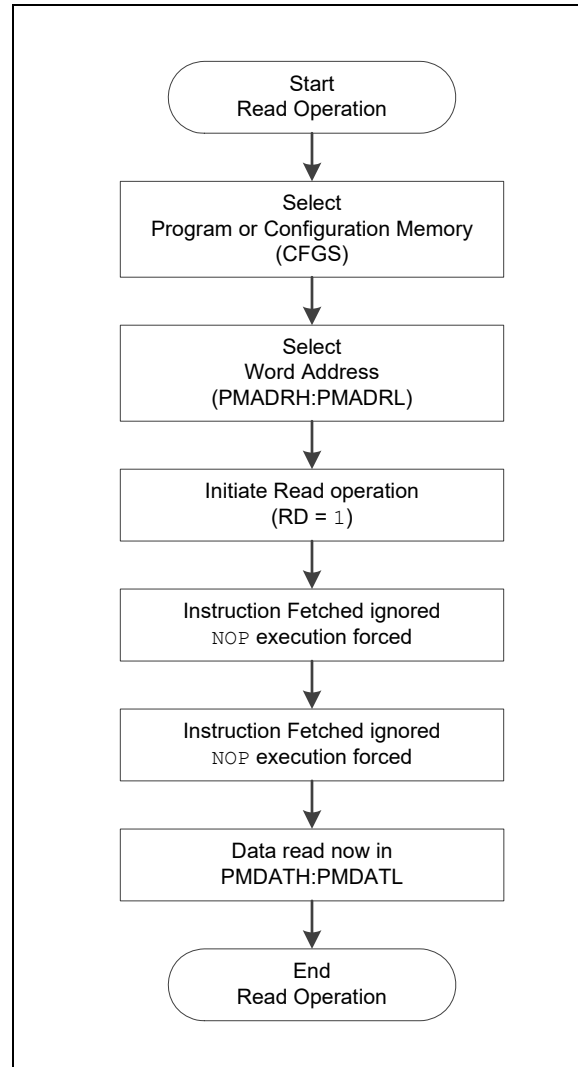 Start
Read Operation
Select
Program or Configuration Memory
(CFGS)
Select
Word Address
(PMADRH:PMADRL)
Initiate Read operation
(RD = 1)
Instruction Fetched ignored
NOP execution forced
Instruction Fetched ignored
NOP execution forced
Data read now in
PMDATH:PMDATL
End
Read Operation